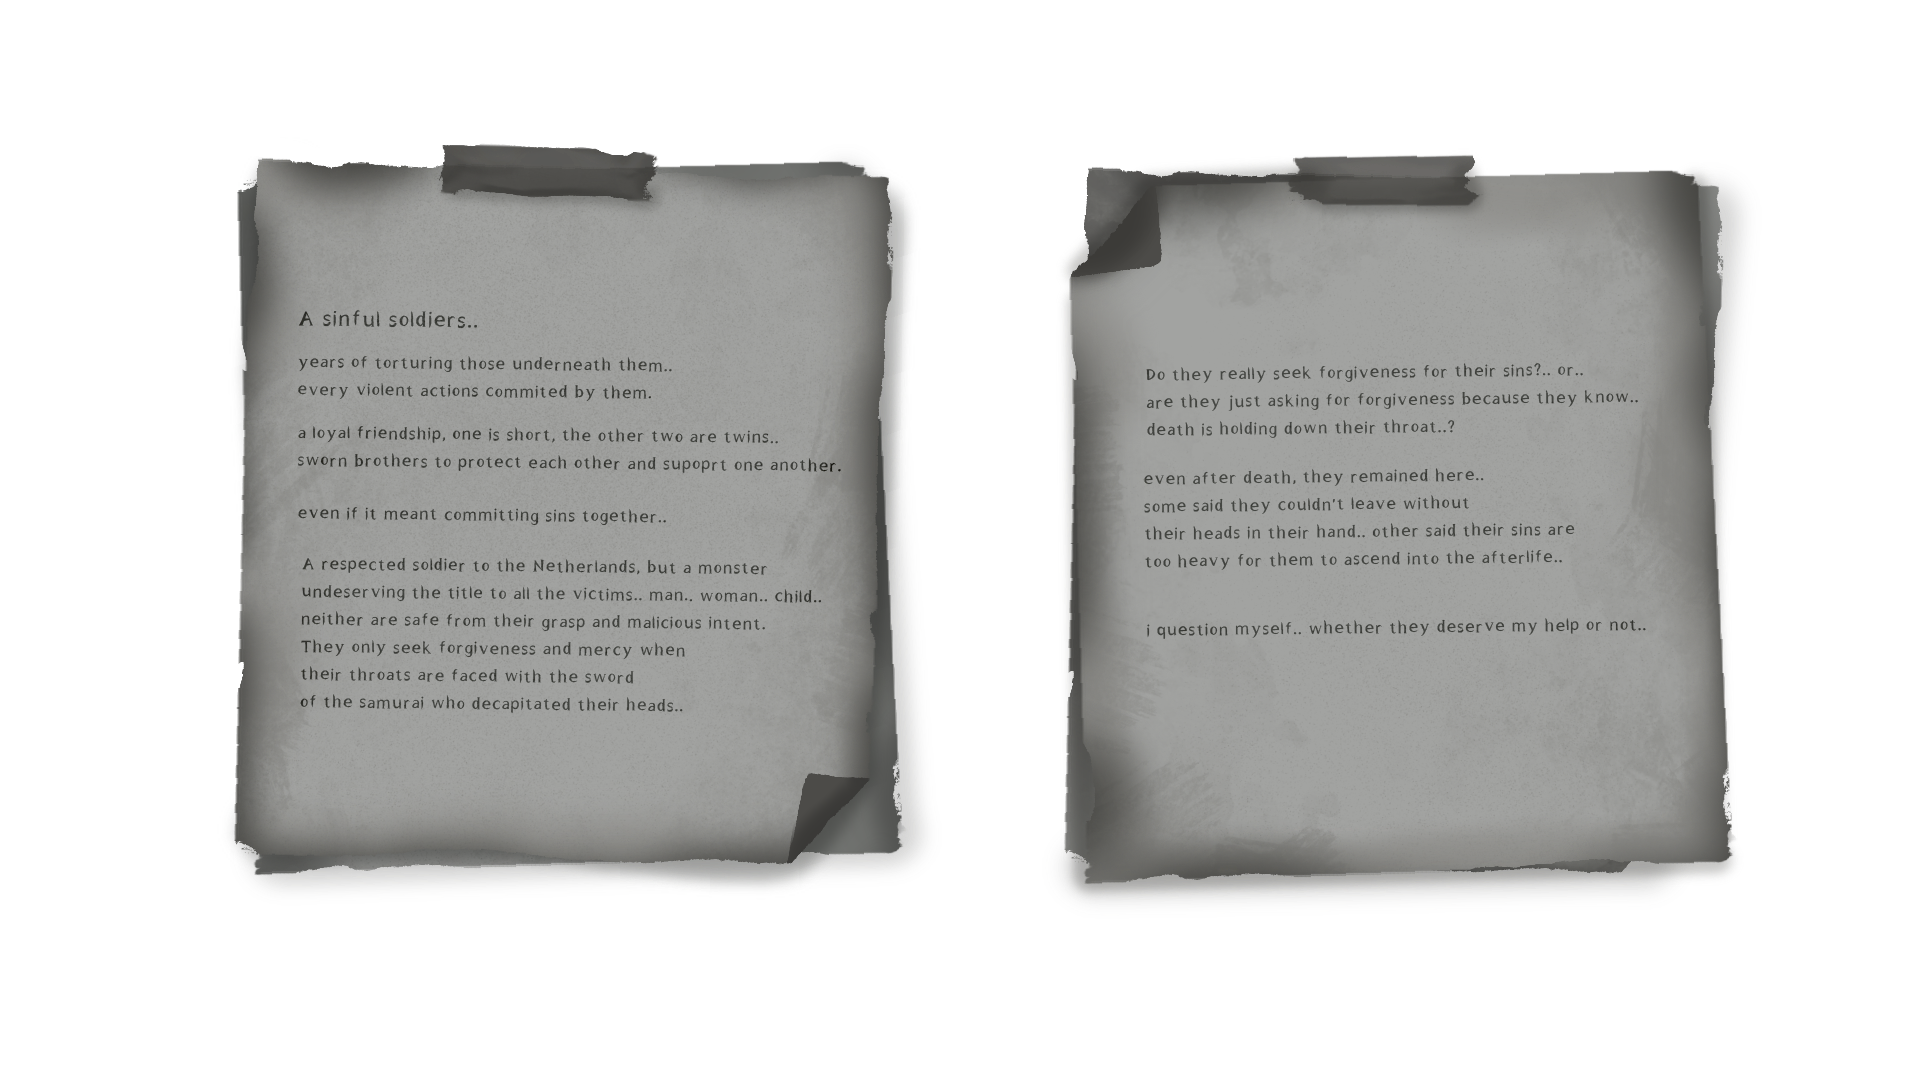 A sinful soldiers..
years of torturing those underneath them..
every violent actions commited by them.
a loyal friendship, one is short, the other two are twins..
sworn brothers to protect each other and supoprt one another.
even if it meant committing sins together..
A respected soldier to the Netherlands, but a monster
undeserving the title to all the victims.. man.. woman.. child..
neither are safe from their grasp and malicious intent.
They only seek forgiveness and mercy when
their throats are faced with the sword
of the samurai who decapitated their heads..
Do they really seek forgiveness for their sins?.. or..
are they just asking for forgiveness because they know..
death is holding down their throat..?
even after death, they remained here..
some said they couldn't leave without
their heads in their hand.. other said their sins are
too heavy for them to ascend into the afterlife..
i question myself.. whether they deserve my help or not..